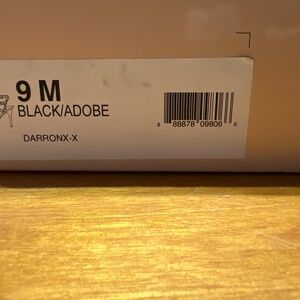 9 M
BLACK/ADOBE
DARRONX-X
8 88878 09806 6